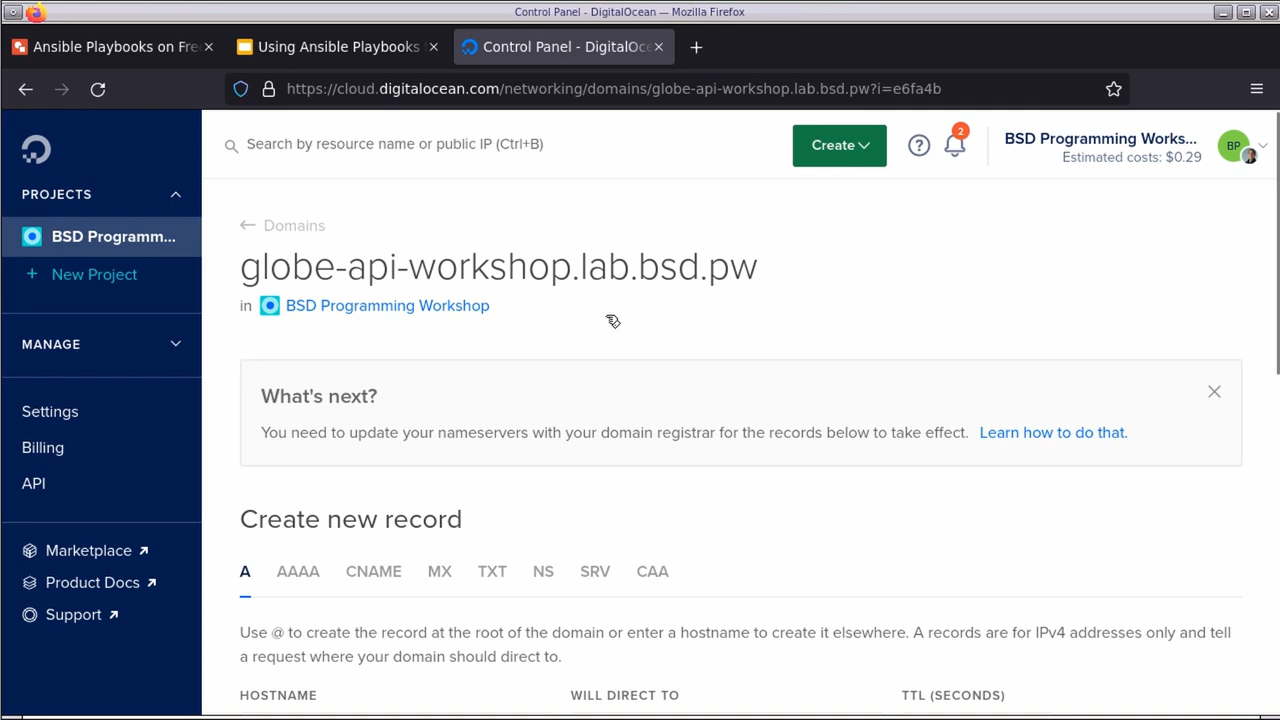 Control Panel - DigitalOcean — Mozilla Firefox
Ansible Playbooks on Fre
Using Ansible Playbooks
Control Panel - DigitalOce
https://cloud.digitalocean.com/networking/domains/globe-api-workshop.lab.bsd.pw?i=e6fa4b
Search by resource name or public IP (Ctrl+B)
Create
2
BSD Programming Works...
Estimated costs: $0.29
BP
PROJECTS
BSD Programm...
+ New Project
MANAGE
Settings
Billing
API
Marketplace ↗
Product Docs ↗
Support ↗
← Domains
globe-api-workshop.lab.bsd.pw
in BSD Programming Workshop
What's next?
You need to update your nameservers with your domain registrar for the records below to take effect. Learn how to do that.
Create new record
A AAAA CNAME MX TXT NS SRV CAA
Use @ to create the record at the root of the domain or enter a hostname to create it elsewhere. A records are for IPv4 addresses only and tell
a request where your domain should direct to.
HOSTNAME WILL DIRECT TO TTL (SECONDS)